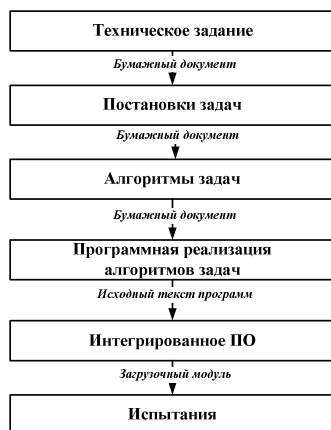 Техническое задание
Бумажный документ
Постановки задач
Бумажный документ
Алгоритмы задач
Бумажный документ
Программная реализация
алгоритмов задач
Исходный текст программ
Интегрированное ПО
Загрузочный модуль
Испытания